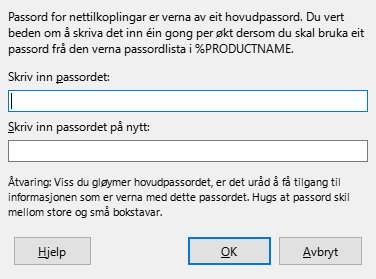 Passord for nettilkoplingar er verna av eit hovudpassord. Du vert
beden om å skriva det inn éin gong per økt dersom du skal bruka eit
passord frå den verna passordlista i %PRODUCTNAME.
Skriv inn passordet:
Skriv inn passordet på nytt:
Åtvaring: Viss du gløymer hovudpassordet, er det uråd å få tilgang til
informasjonen som er verna med dette passordet. Hugs at passord skil
mellom store og små bokstavar.
Hjelp OK Avbryt